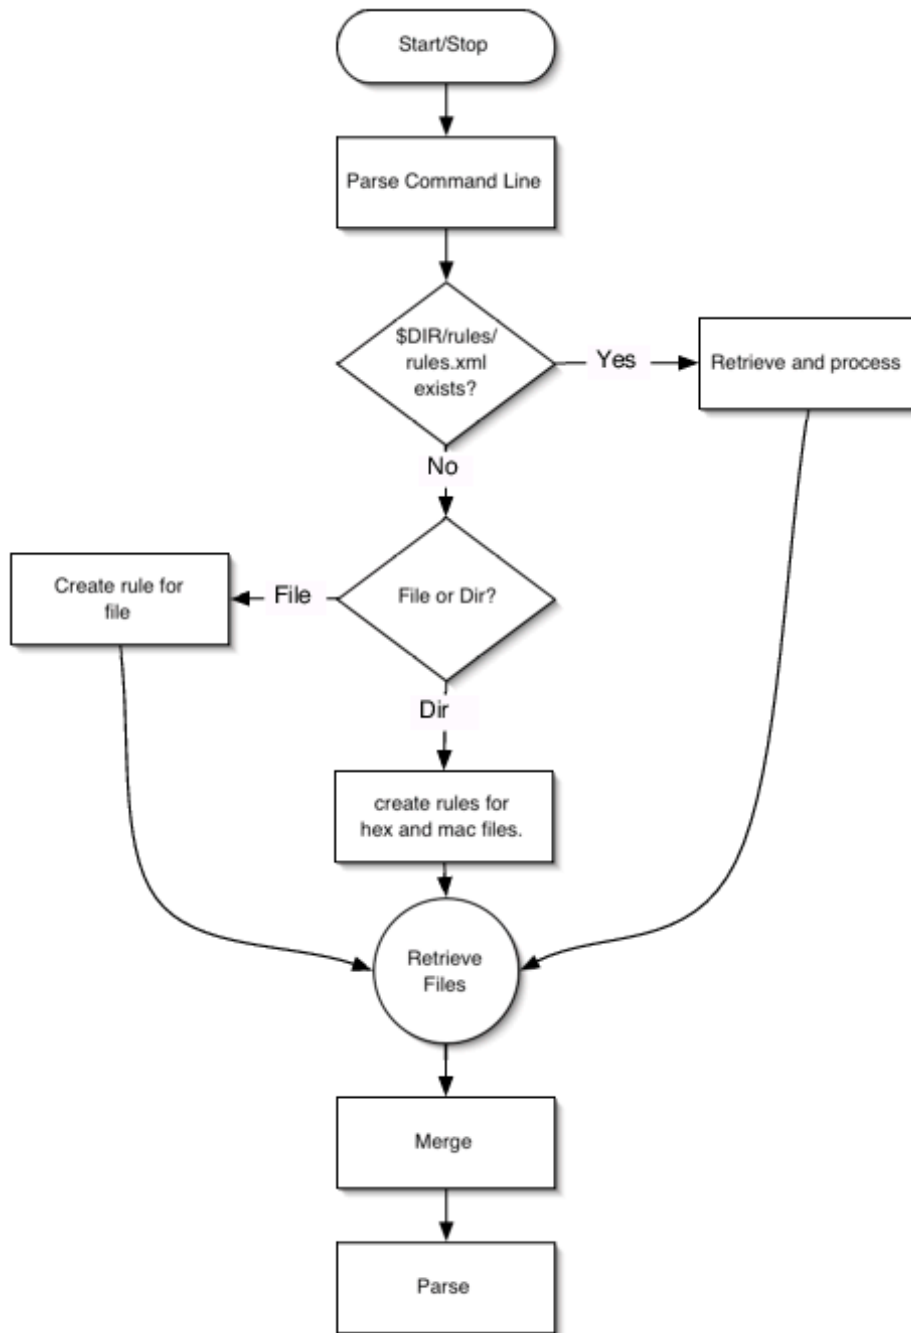 Start/Stop
Parse Command Line
$DIR/rules/
rules.xml
exists?
Yes
Retrieve and process
No
File or Dir?
File
Create rule for
file
Dir
create rules for
hex and mac files.
Retrieve
Files
Merge
Parse